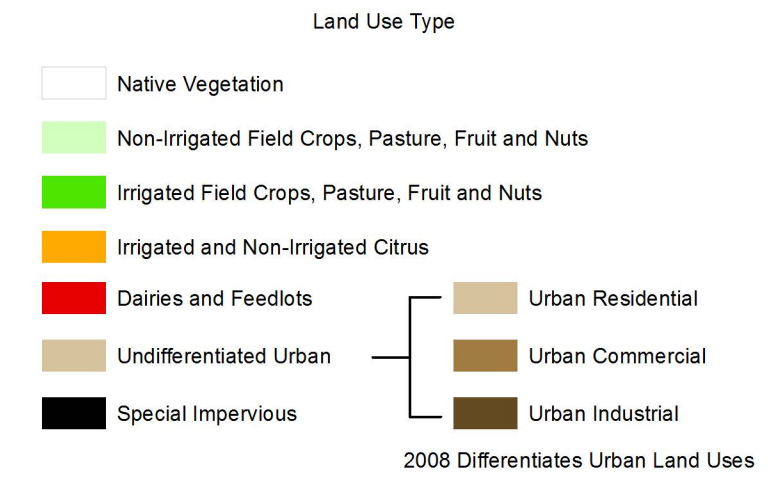 Land Use Type
Native Vegetation
Non-Irrigated Field Crops, Pasture, Fruit and Nuts
Irrigated Field Crops, Pasture, Fruit and Nuts
Irrigated and Non-Irrigated Citrus
Dairies and Feedlots
Undifferentiated Urban
Special Impervious
Urban Residential
Urban Commercial
Urban Industrial
2008 Differentiates Urban Land Uses